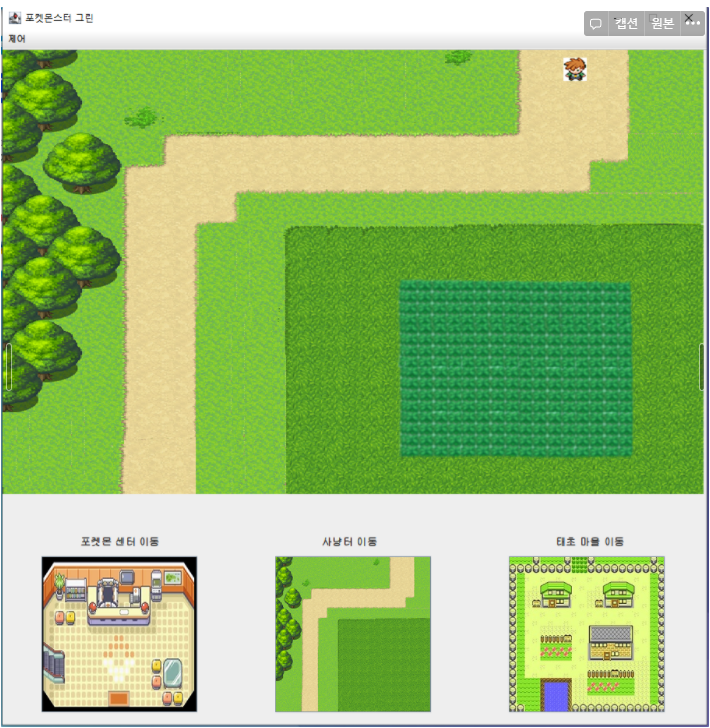 포켓몬스터 그린
캡션 원본
제어
포켓몬 센터 이동
사냥터 이동
태초 마을 이동